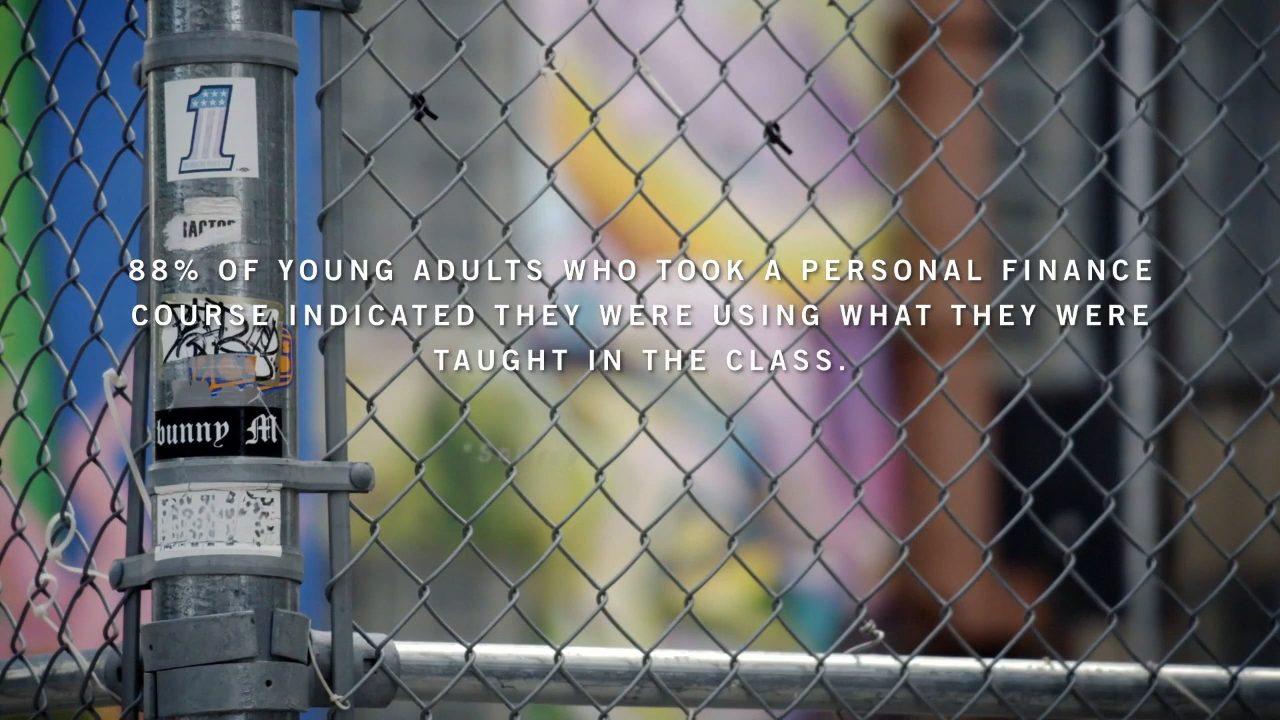 1
88% OF YOUNG ADULTS WHO TOOK A PERSONAL FINANCE
COURSE INDICATED THEY WERE USING WHAT THEY WERE
TAUGHT IN THE CLASS.
bunny M